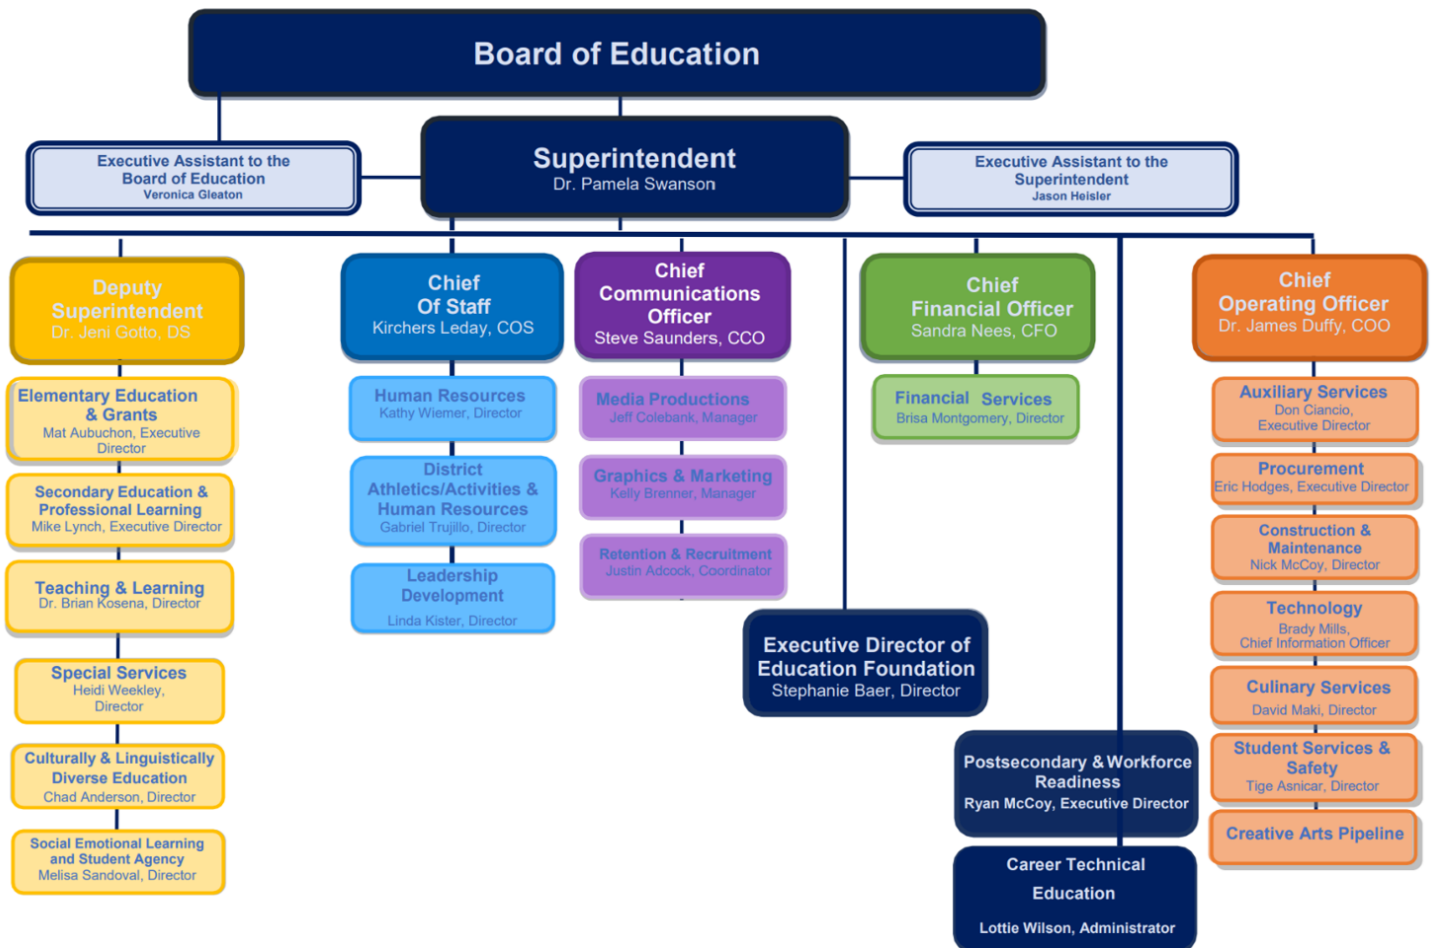 Board of Education
Executive Assistant to the
Board of Education
Veronica Gleaton
Superintendent
Dr. Pamela Swanson
Executive Assistant to the
Superintendent
Jason Heisler
Deputy
Superintendent
Dr. Jeni Gotto, DS
Elementary Education
& Grants
Mat Aubuchon, Executive
Director
Secondary Education &
Professional Learning
Mike Lynch, Executive Director
Teaching & Learning
Dr. Brian Kosena, Director
Special Services
Heidi Weekley,
Director
Culturally & Linguistically
Diverse Education
Chad Anderson, Director
Social Emotional Learning
and Student Agency
Melisa Sandoval, Director
Chief
Of Staff
Kirchers Leday, COS
Human Resources
Kathy Wiemer, Director
District
Athletics/Activities &
Human Resources
Gabriel Trujillo, Director
Leadership
Development
Linda Kister, Director
Chief
Communications
Officer
Steve Saunders, CCO
Media Productions
Jeff Colebank, Manager
Graphics & Marketing
Kelly Brenner, Manager
Retention & Recruitment
Justin Adcock, Coordinator
Executive Director of
Education Foundation
Stephanie Baer, Director
Chief
Financial Officer
Sandra Nees, CFO
Financial Services
Brisa Montgomery, Director
Postsecondary & Workforce
Readiness
Ryan McCoy, Executive Director
Career Technical
Education
Lottie Wilson, Administrator
Chief
Operating Officer
Dr. James Duffy, COO
Auxiliary Services
Don Ciancio,
Executive Director
Procurement
Eric Hodges, Executive Director
Construction &
Maintenance
Nick McCoy, Director
Technology
Brady Mills,
Chief Information Officer
Culinary Services
David Maki, Director
Student Services &
Safety
Tige Asnicar, Director
Creative Arts Pipeline